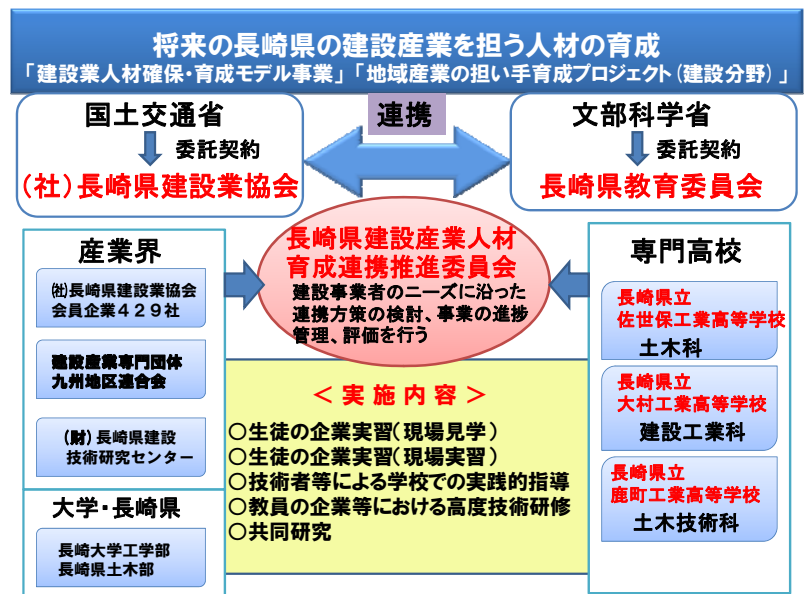 将来の長崎県の建設産業を担う人材の育成
「建設業人材確保・育成モデル事業」「地域産業の担い手育成プロジェクト(建設分野)」
国土交通省
委託契約
(社)長崎県建設業協会
連携
文部科学省
委託契約
長崎県教育委員会
産業界
㈳長崎県建設業協会
会員企業429社
建設産業専門団体
九州地区連合会
(財)長崎県建設
技術研究センター
大学・長崎県
長崎大学工学部
長崎県土木部
長崎県建設産業人材
育成連携推進委員会
建設事業者のニーズに沿った
連携方策の検討、事業の進捗
管理、評価を行う
<実施内容>
○生徒の企業実習(現場見学)
○生徒の企業実習(現場実習)
○技術者等による学校での実践的指導
○教員の企業等における高度技術研修
○共同研究
専門高校
長崎県立
佐世保工業高等学校
土木科
長崎県立
大村工業高等学校
建設工業科
長崎県立
鹿町工業高等学校
土木技術科